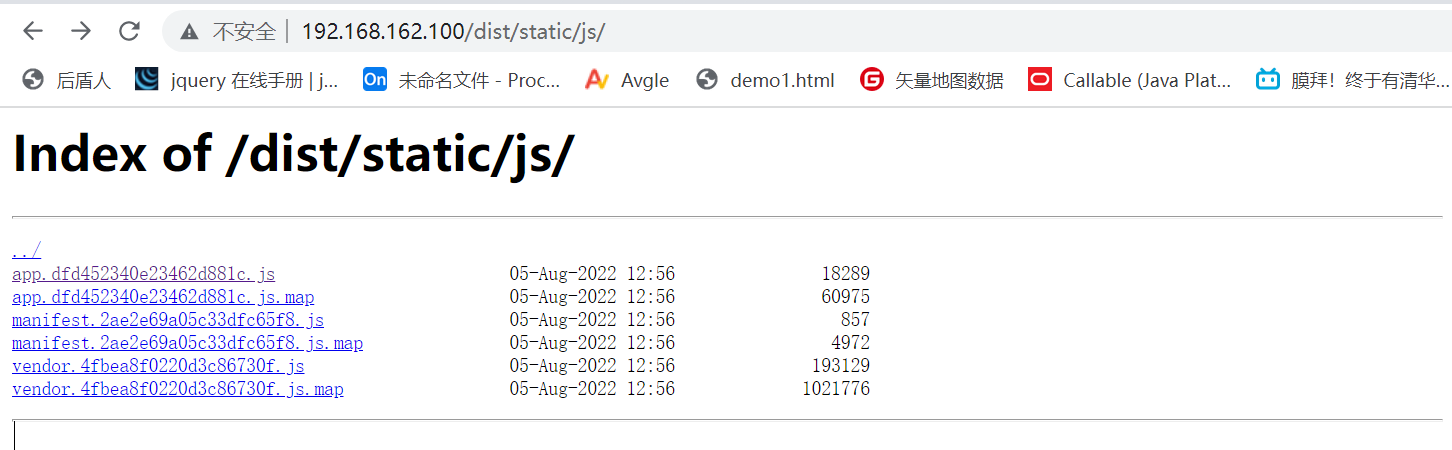 不安全 | 192.168.162.100/dist/static/js/
后盾人 jquery 在线手册 | j... On 未命名文件 - Proc... Avgle demo1.html G 矢量地图数据 Callable (Java Plat... 膜拜！终于有清华...
Index of /dist/static/js/
../
app.dfd452340e23462d881c.js 05-Aug-2022 12:56 18289
app.dfd452340e23462d881c.js.map 05-Aug-2022 12:56 60975
manifest.2ae2e69a05c33dfc65f8.js 05-Aug-2022 12:56 857
manifest.2ae2e69a05c33dfc65f8.js.map 05-Aug-2022 12:56 4972
vendor.4fbea8f0220d3c86730f.js 05-Aug-2022 12:56 193129
vendor.4fbea8f0220d3c86730f.js.map 05-Aug-2022 12:56 1021776